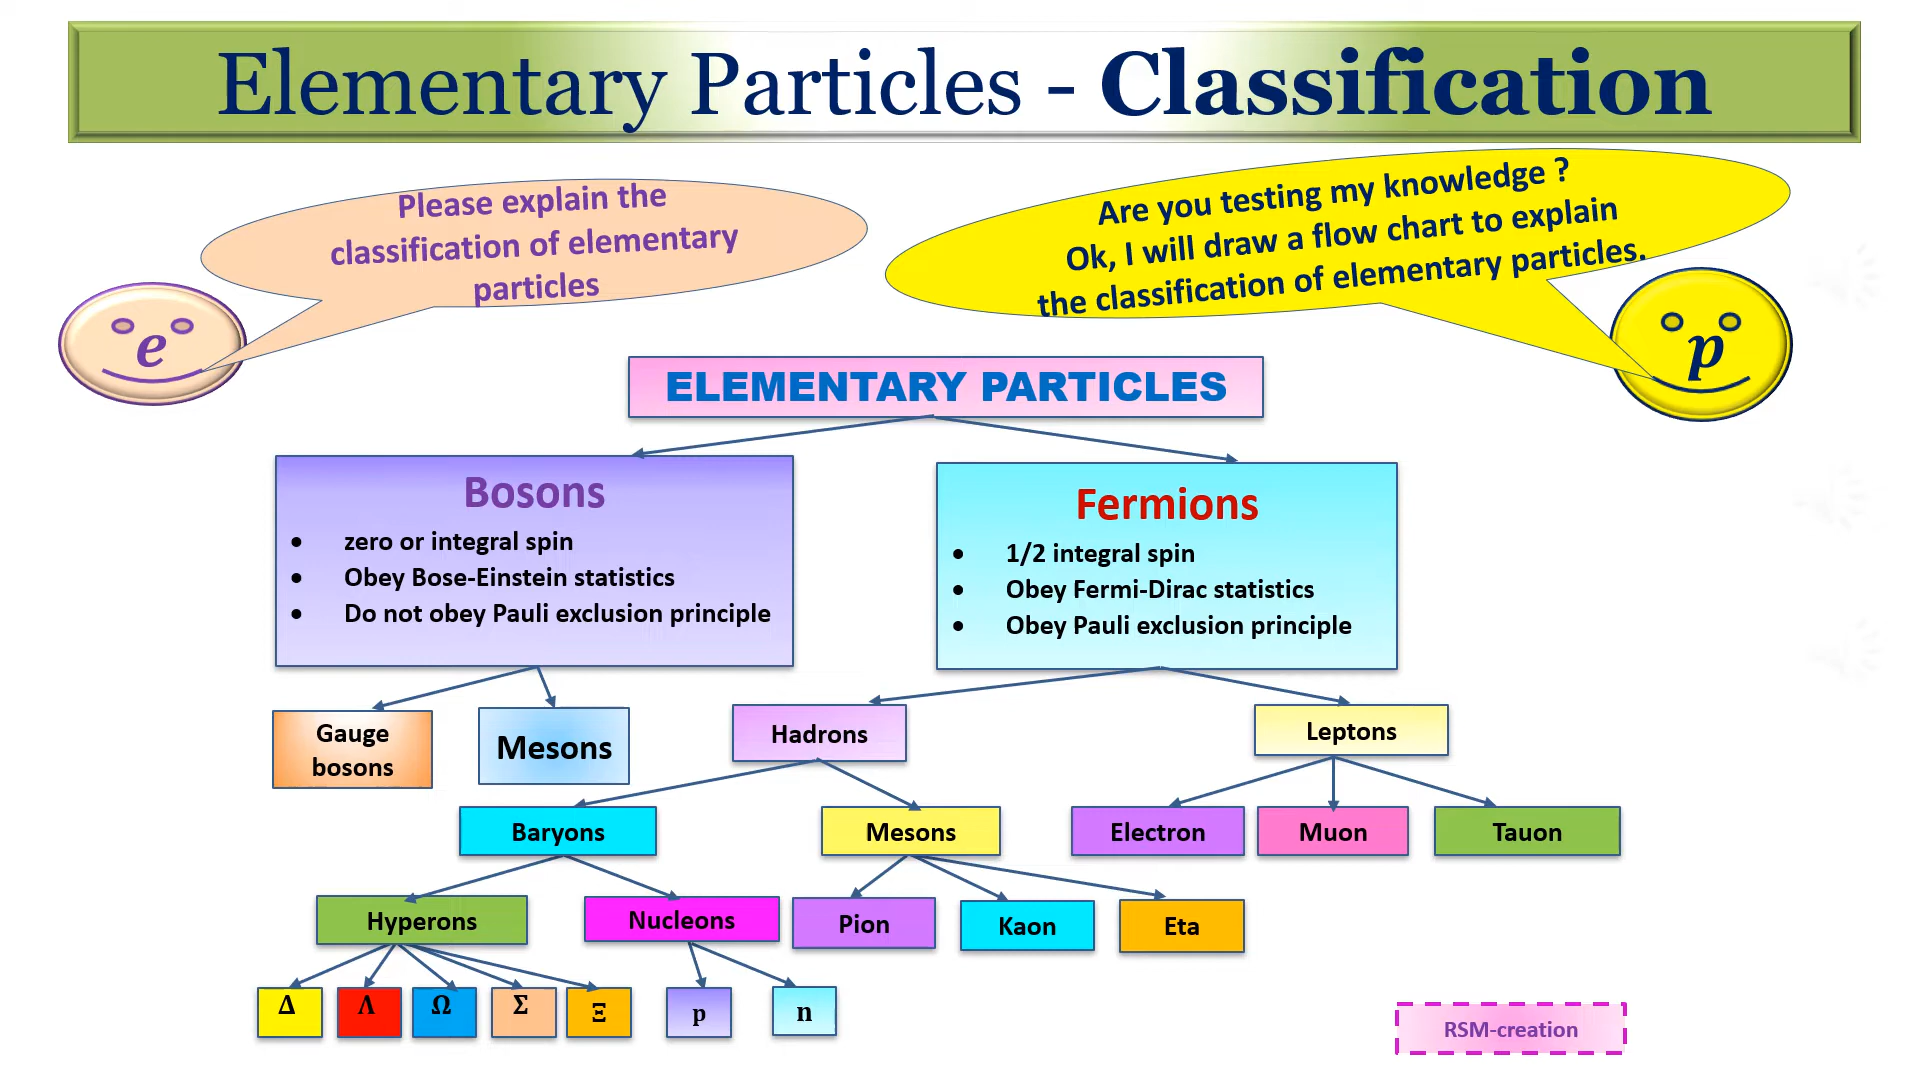 Elementary Particles - Classification
Please explain the
classification of elementary
particles
Are you testing my knowledge ?
Ok, I will draw a flow chart to explain
the classification of elementary particles.
e
p
ELEMENTARY PARTICLES
Bosons
• zero or integral spin
• Obey Bose-Einstein statistics
• Do not obey Pauli exclusion principle
Fermions
• 1/2 integral spin
• Obey Fermi-Dirac statistics
• Obey Pauli exclusion principle
Gauge
bosons
Mesons
Hadrons
Leptons
Baryons
Mesons
Electron
Muon
Tauon
Hyperons
Nucleons
Pion
Kaon
Eta
Δ
Λ
Ω
Σ
Ξ
p
n
RSM-creation